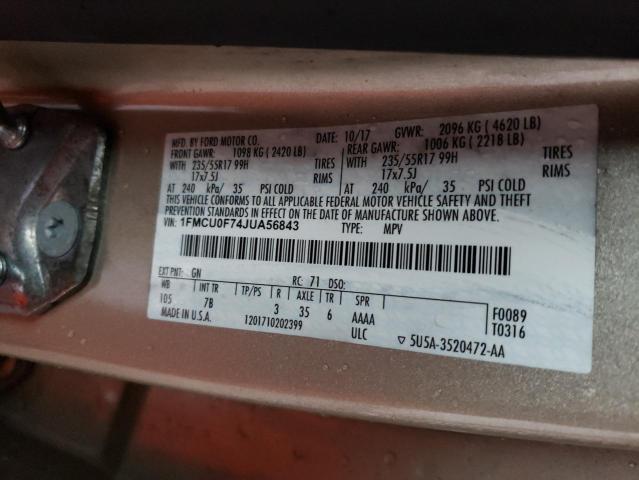 MFD. BY FORD MOTOR CO. DATE: 10/17 GVWR: 2096 KG ( 4620 LB)
FRONT GAWR: 1098 KG ( 2420 LB) REAR GAWR: 1006 KG ( 2218 LB)
WITH 235/55R17 99H TIRES WITH 235/55R17 99H TIRES
17x7.5J RIMS 17x7.5J RIMS
AT 240 kPa/ 35 PSI COLD AT 240 kPa/ 35 PSI COLD
THIS VEHICLE CONFORMS TO ALL APPLICABLE FEDERAL MOTOR VEHICLE SAFETY AND THEFT
PREVENTION STANDARDS IN EFFECT ON THE DATE OF MANUFACTURE SHOWN ABOVE.
VIN: 1FMCU0F74JUA56843 TYPE: MPV
EXT PNT: GN RC: 71 DSO:
WB INT TR TP/PS R AXLE TR SPR
105 7B 3 35 6 AAAA F0089
MADE IN U.S.A. 1201710202399 ULC T0316
▽ 5U5A-3520472-AA